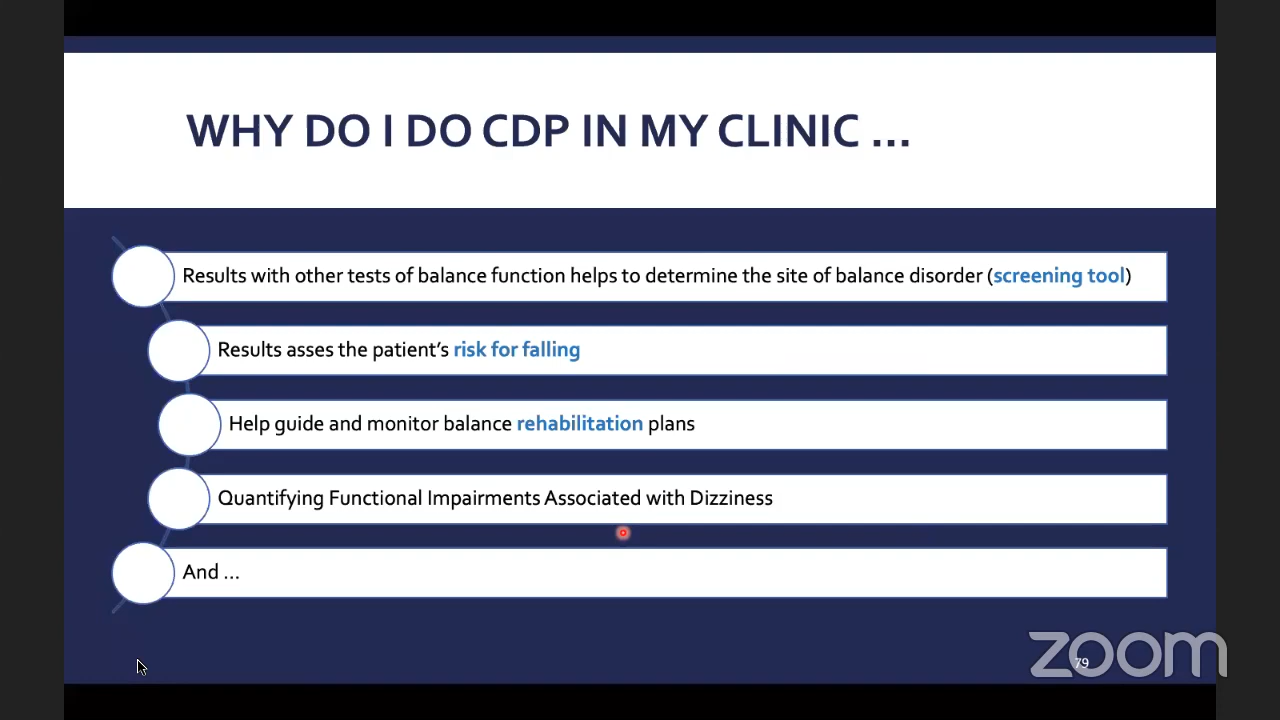 WHY DO I DO CDP IN MY CLINIC ...
Results with other tests of balance function helps to determine the site of balance disorder (screening tool)
Results asses the patient's risk for falling
Help guide and monitor balance rehabilitation plans
Quantifying Functional Impairments Associated with Dizziness
And ...
zoom
79